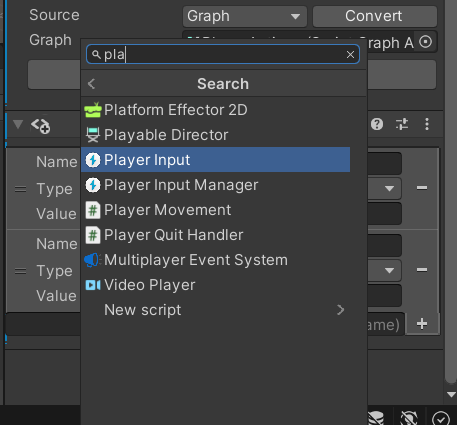 Source Graph Convert
Graph
pla
Search
Platform Effector 2D
Playable Director
Player Input
Player Input Manager
Player Movement
Player Quit Handler
Multiplayer Event System
Video Player
New script
Name
Type
Value
Name
Type
Value
ame)